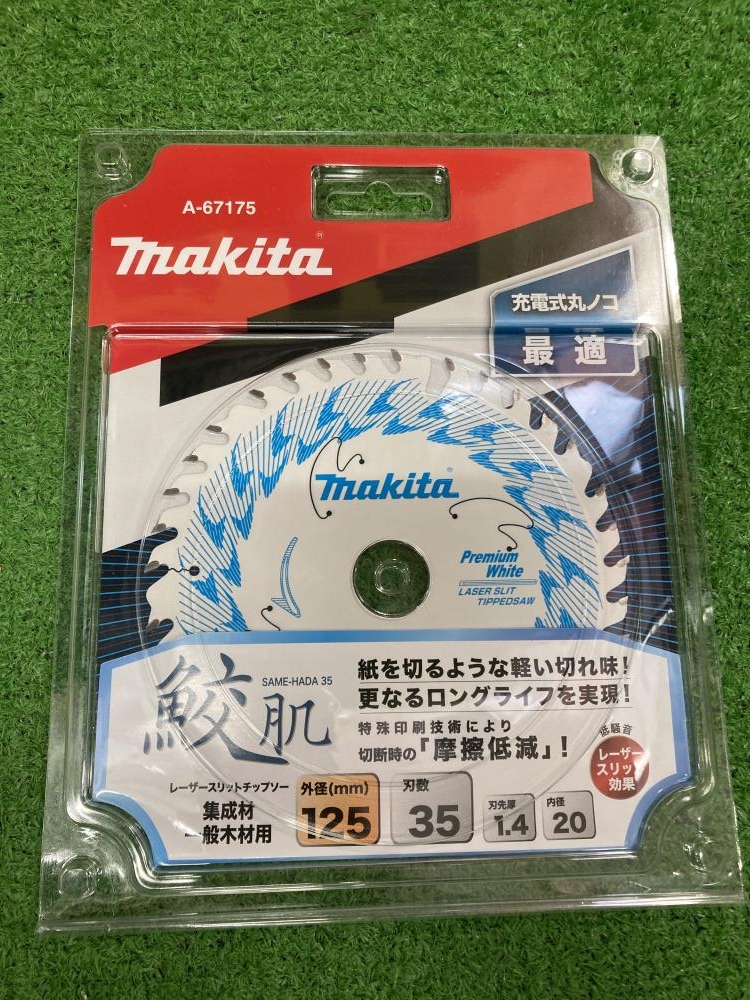 A-67175
makita®
充電式丸ノコ
最適
makita®
Premium
White
LASER SLIT
TIPPEDSAW
鮫肌
SAME-HADA 35
紙を切るような軽い切れ味!
更なるロングライフを実現!
特殊印刷技術により
切断時の「摩擦低減」!
低騒音
レーザー
スリット
効果
レーザースリットチップソー
集成材
一般木材用
外径(mm)
125
刃数
35
刃先厚
1.4
内径
20